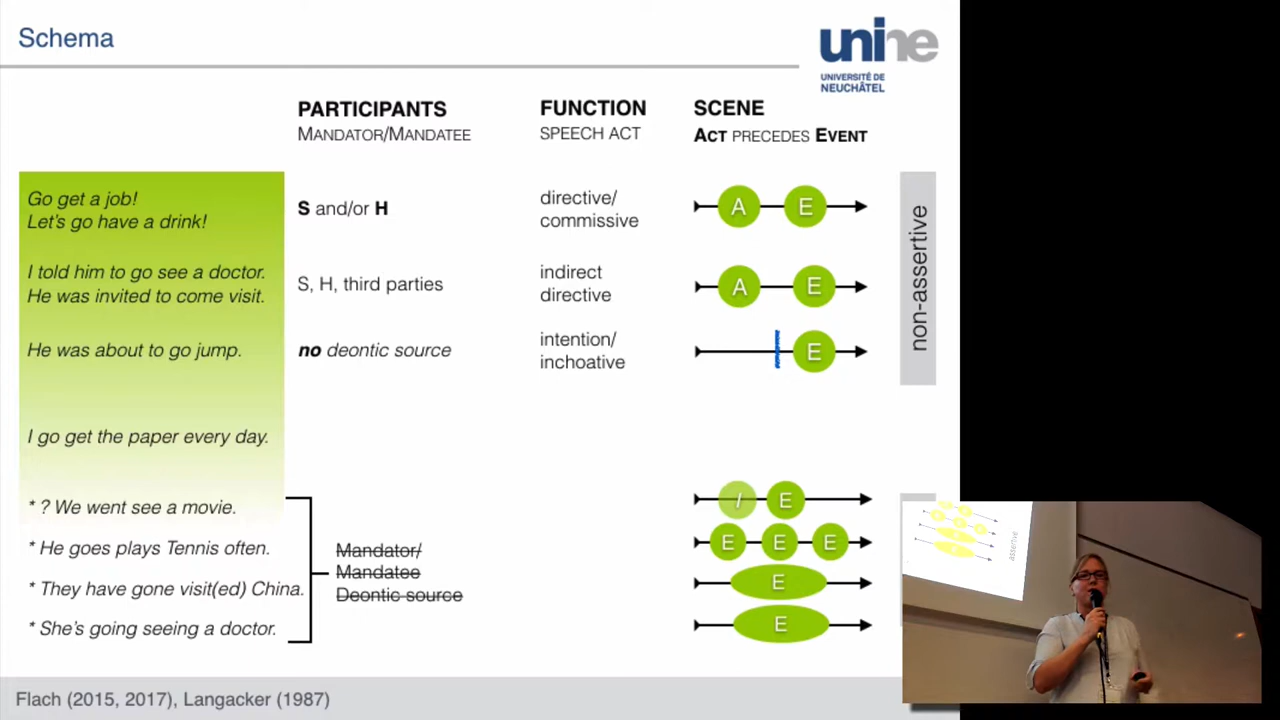 Schema
unine
UNIVERSITÉ DE
NEUCHÂTEL
PARTICIPANTS
MANDATOR/MANDATEE
FUNCTION
SPEECH ACT
SCENE
ACT PRECEDES EVENT
Go get a job!
Let's go have a drink!
S and/or H
directive/
commissive
A E
I told him to go see a doctor.
He was invited to come visit.
S, H, third parties
indirect
directive
A E
He was about to go jump.
no deontic source
intention/
inchoative
E
non-assertive
I go get the paper every day.
* ? We went see a movie.
I E
* He goes plays Tennis often.
E E E
* They have gone visit(ed) China.
E
* She's going seeing a doctor.
E
Mandator/
Mandatee
Deontic source
assertive
Flach (2015, 2017), Langacker (1987)